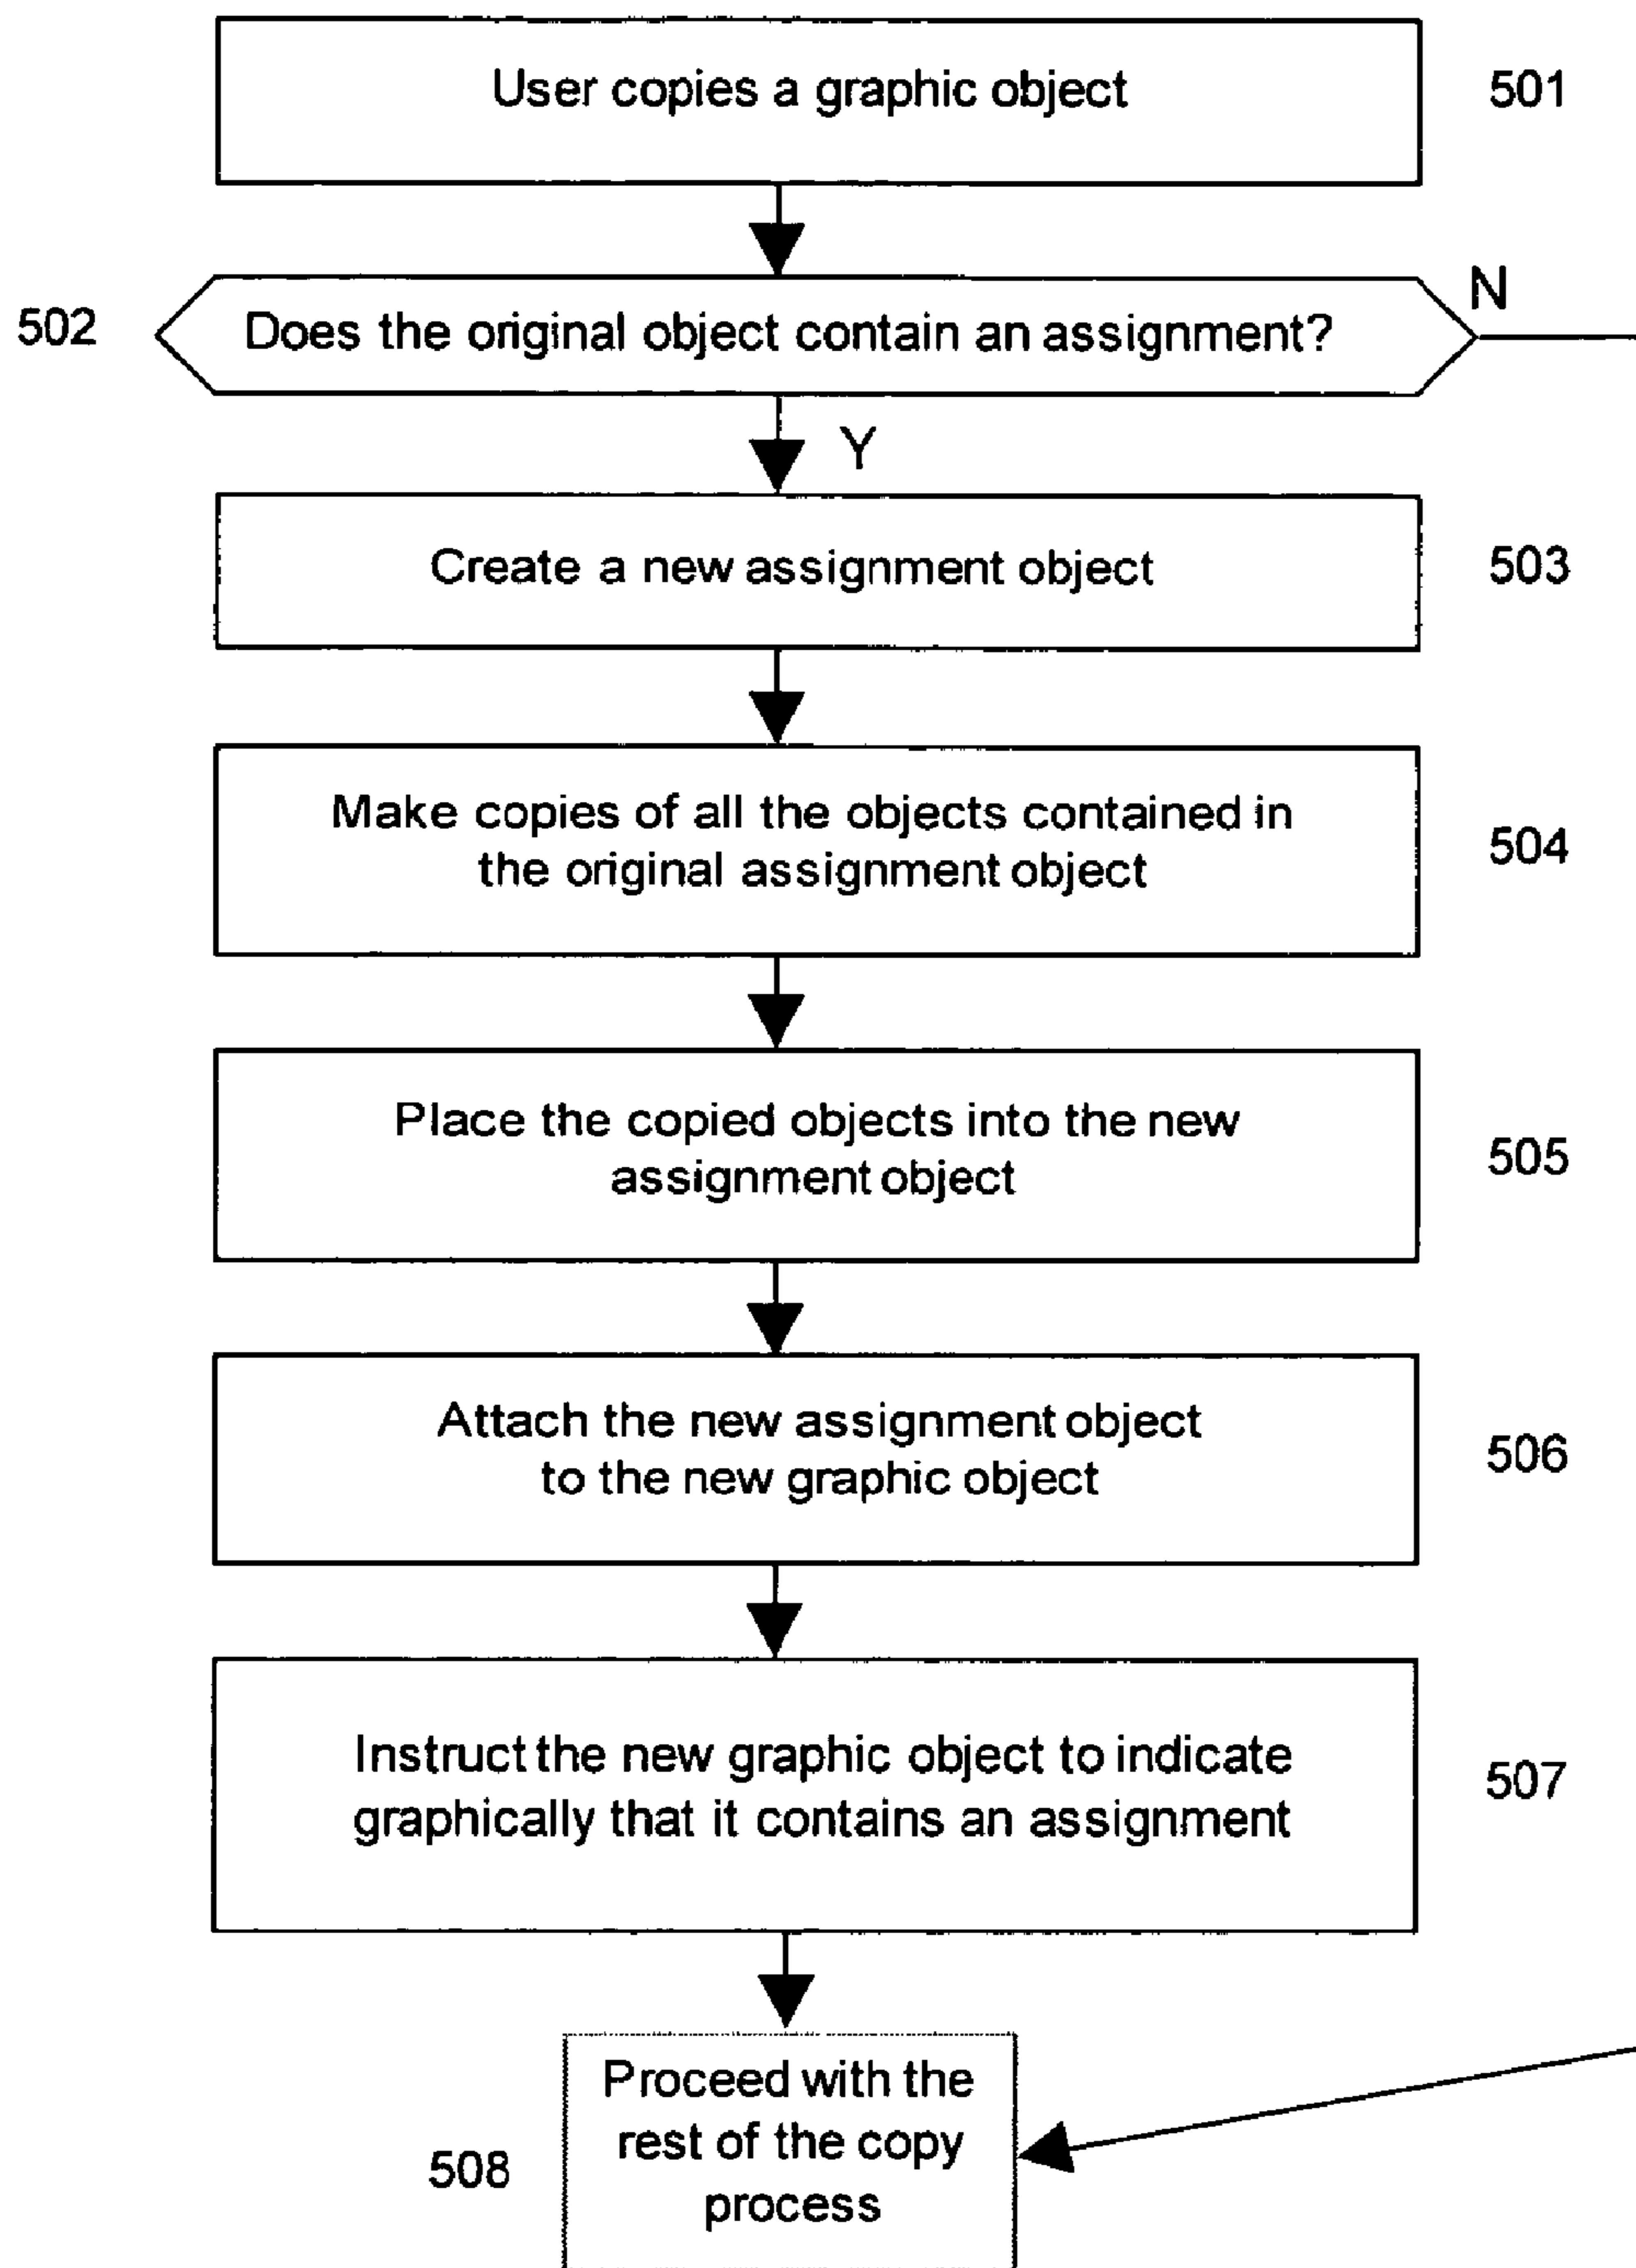 User copies a graphic object
501
502
Does the original object contain an assignment?
N
Y
Create a new assignment object
503
Make copies of all the objects contained in
the original assignment object
504
Place the copied objects into the new
assignment object
505
Attach the new assignment object
to the new graphic object
506
Instruct the new graphic object to indicate
graphically that it contains an assignment
507
508
Proceed with the
rest of the copy
process